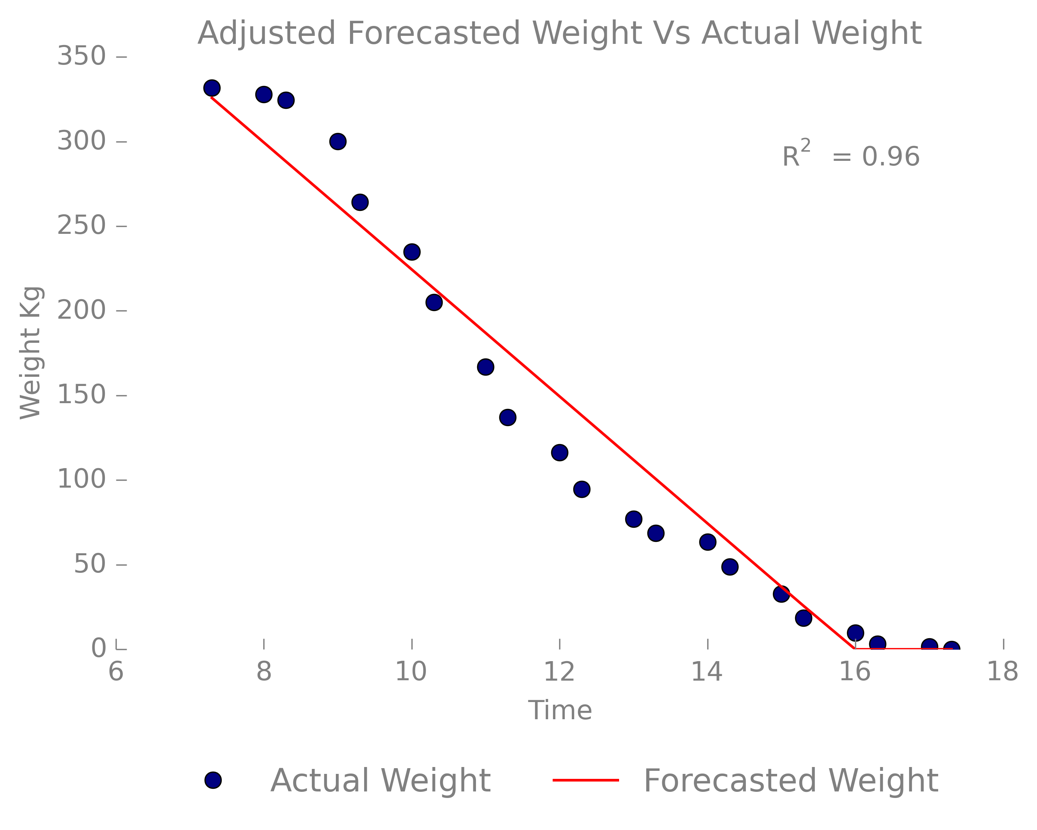 Adjusted Forecasted Weight Vs Actual Weight
350
300
250
200
150
100
50
0
Weight Kg
R² = 0.96
6 8 10 12 14 16 18
Time
Actual Weight Forecasted Weight